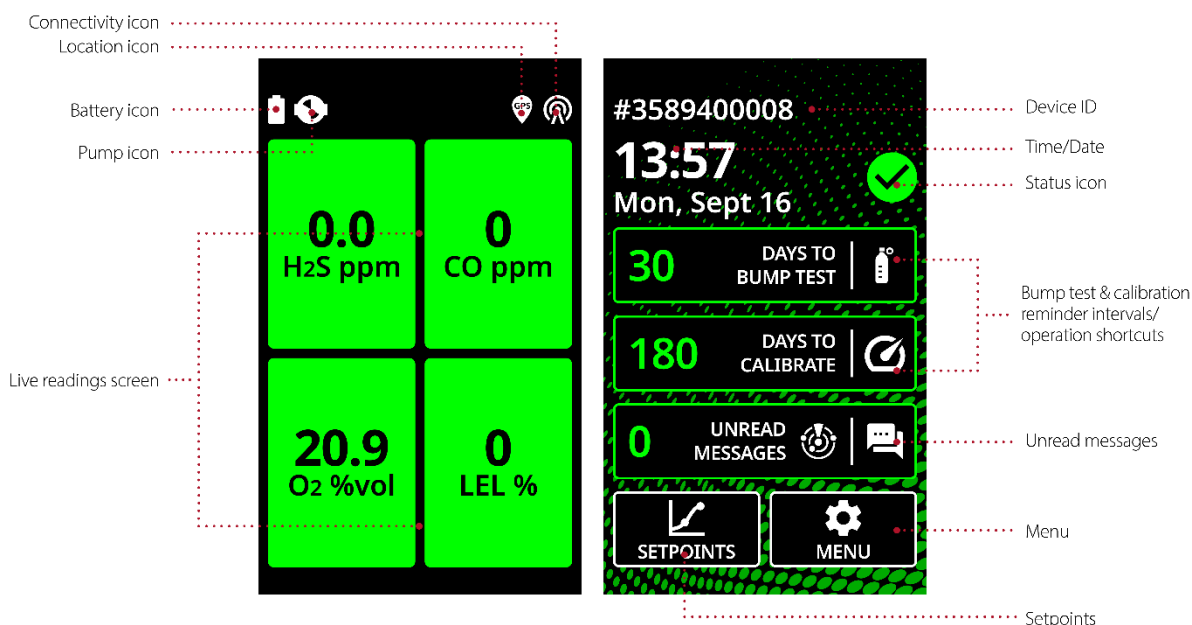 Connectivity icon
Location icon
Battery icon
Pump icon
Live readings screen
GPS
0.0
H2S ppm
0
CO ppm
20.9
O2 %vol
0
LEL %
#3589400008
13:57
Mon, Sept 16
30
DAYS TO
BUMP TEST
180
DAYS TO
CALIBRATE
0
UNREAD
MESSAGES
SETPOINTS
MENU
Device ID
Time/Date
Status icon
Bump test & calibration
reminder intervals/
operation shortcuts
Unread messages
Menu
Setpoints